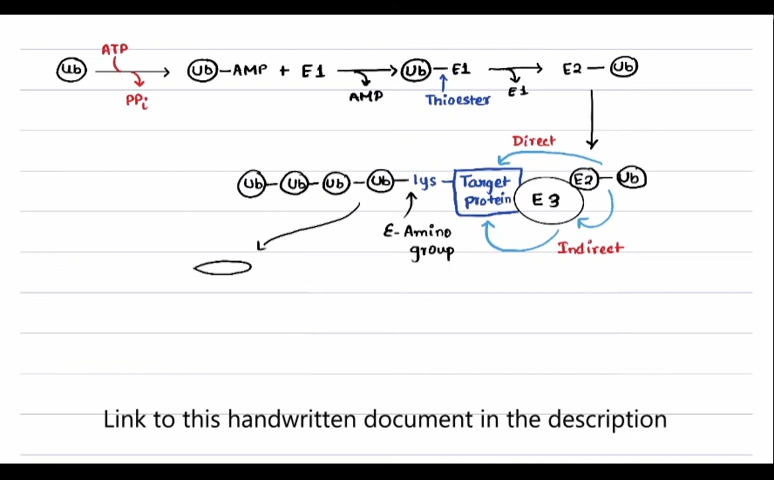 ATP
Ub Ub-AMP + E1 Ub-E1 E2-Ub
PPi AMP Thioester E1
Direct
Ub-Ub-Ub-Ub-lys-Target protein E3 E2-Ub
ε-Amino group
Indirect
Link to this handwritten document in the description